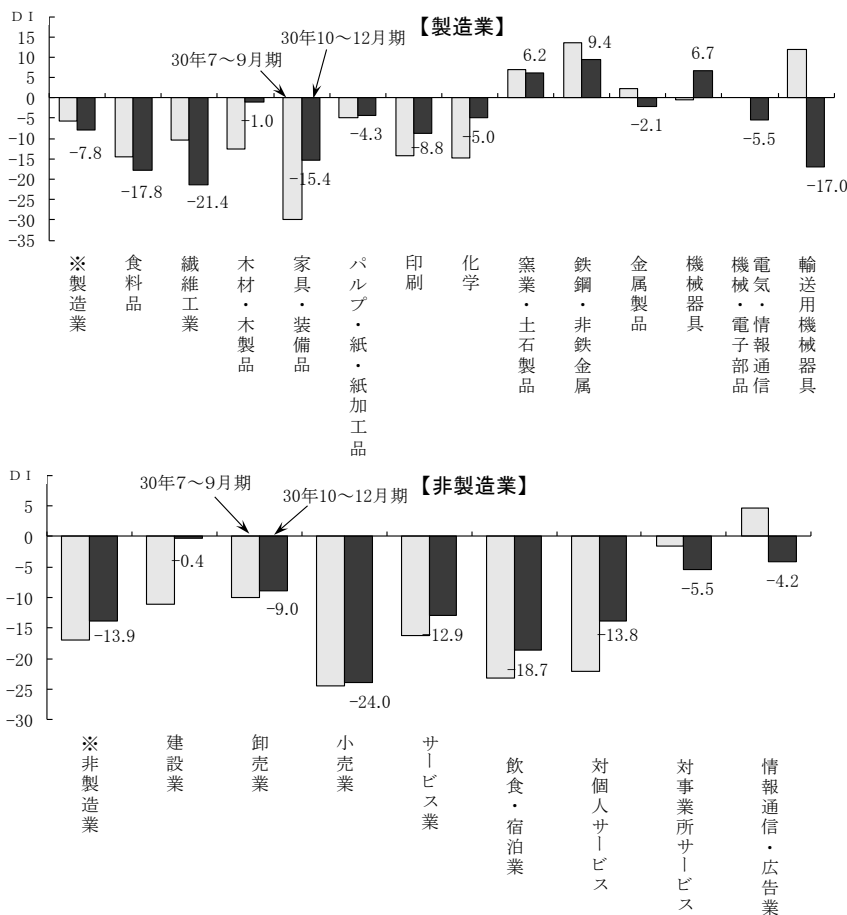 DI
【製造業】
30年7～9月期
30年10～12月期
15
10
5
0
-5
-10
-15
-20
-25
-30
-35
-7.8
-17.8
-21.4
-1.0
-15.4
-4.3
-8.8
-5.0
6.2
9.4
-2.1
6.7
-5.5
-17.0
※製造業
食料品
繊維工業
木材・木製品
家具・装備品
パルプ・紙・紙加工品
印刷
化学
窯業・土石製品
鉄鋼・非鉄金属
金属製品
機械器具
電気・情報通信
機械・電子部品
輸送用機械器具
DI
【非製造業】
30年7～9月期
30年10～12月期
5
0
-5
-10
-15
-20
-25
-30
-13.9
-0.4
-9.0
-24.0
-12.9
-18.7
-13.8
-5.5
-4.2
※非製造業
建設業
卸売業
小売業
サービス業
飲食・宿泊業
対個人サービス
対事業所サービス
情報通信・広告業